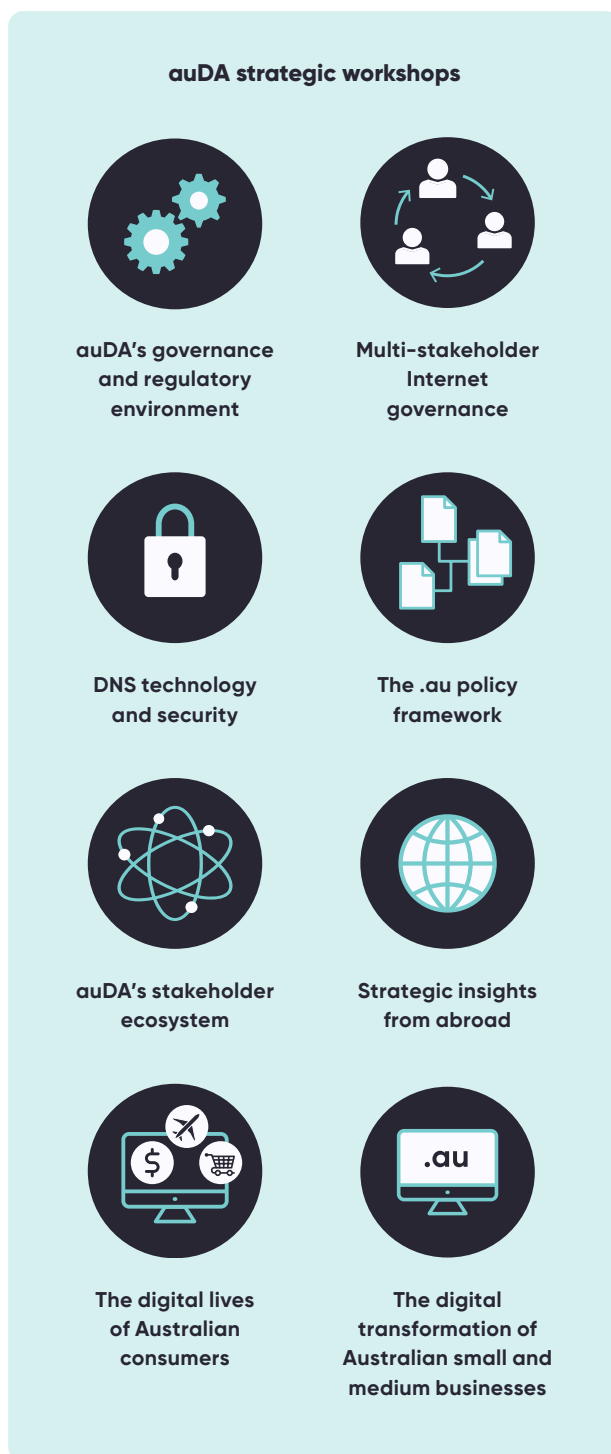 auDA strategic workshops
auDA’s governance
and regulatory
environment
Multi-stakeholder
Internet
governance
DNS technology
and security
The .au policy
framework
auDA’s stakeholder
ecosystem
Strategic insights
from abroad
$
.au
The digital lives
of Australian
consumers
The digital
transformation of
Australian small and
medium businesses